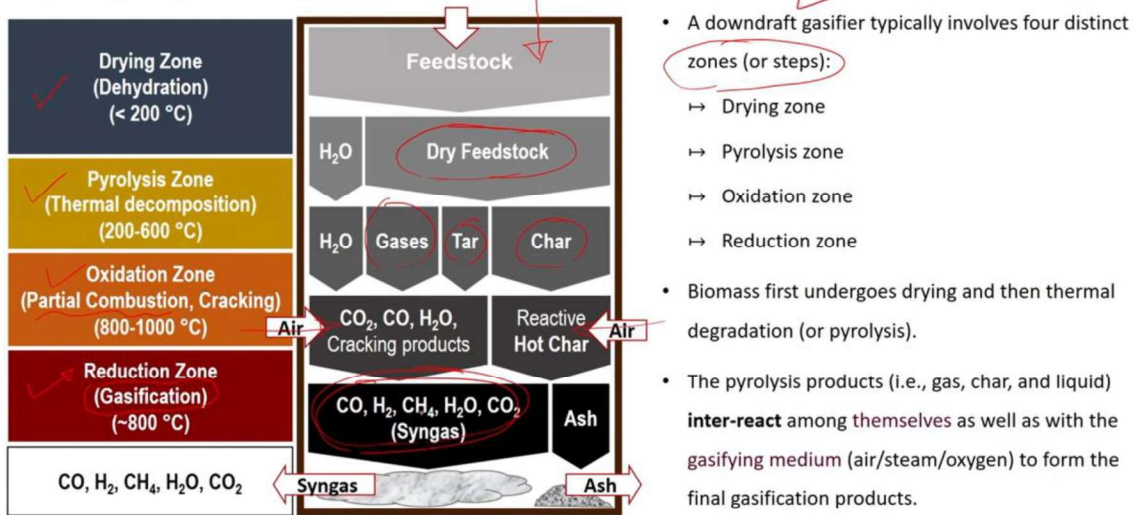 Drying Zone
(Dehydration)
(< 200 °C)
Pyrolysis Zone
(Thermal decomposition)
(200-600 °C)
Oxidation Zone
(Partial Combustion, Cracking)
(800-1000 °C)
Reduction Zone
(Gasification)
(~800 °C)
CO, H₂, CH₄, H₂O, CO₂
Feedstock
H₂O
Dry Feedstock
H₂O
Gases
Tar
Char
Air
CO₂, CO, H₂O,
Cracking products
Reactive
Hot Char
Air
CO, H₂, CH₄, H₂O, CO₂
(Syngas)
Ash
Syngas
Ash
• A downdraft gasifier typically involves four distinct
zones (or steps):
↦ Drying zone
↦ Pyrolysis zone
↦ Oxidation zone
↦ Reduction zone
• Biomass first undergoes drying and then thermal
degradation (or pyrolysis).
• The pyrolysis products (i.e., gas, char, and liquid)
inter-react among themselves as well as with the
gasifying medium (air/steam/oxygen) to form the
final gasification products.